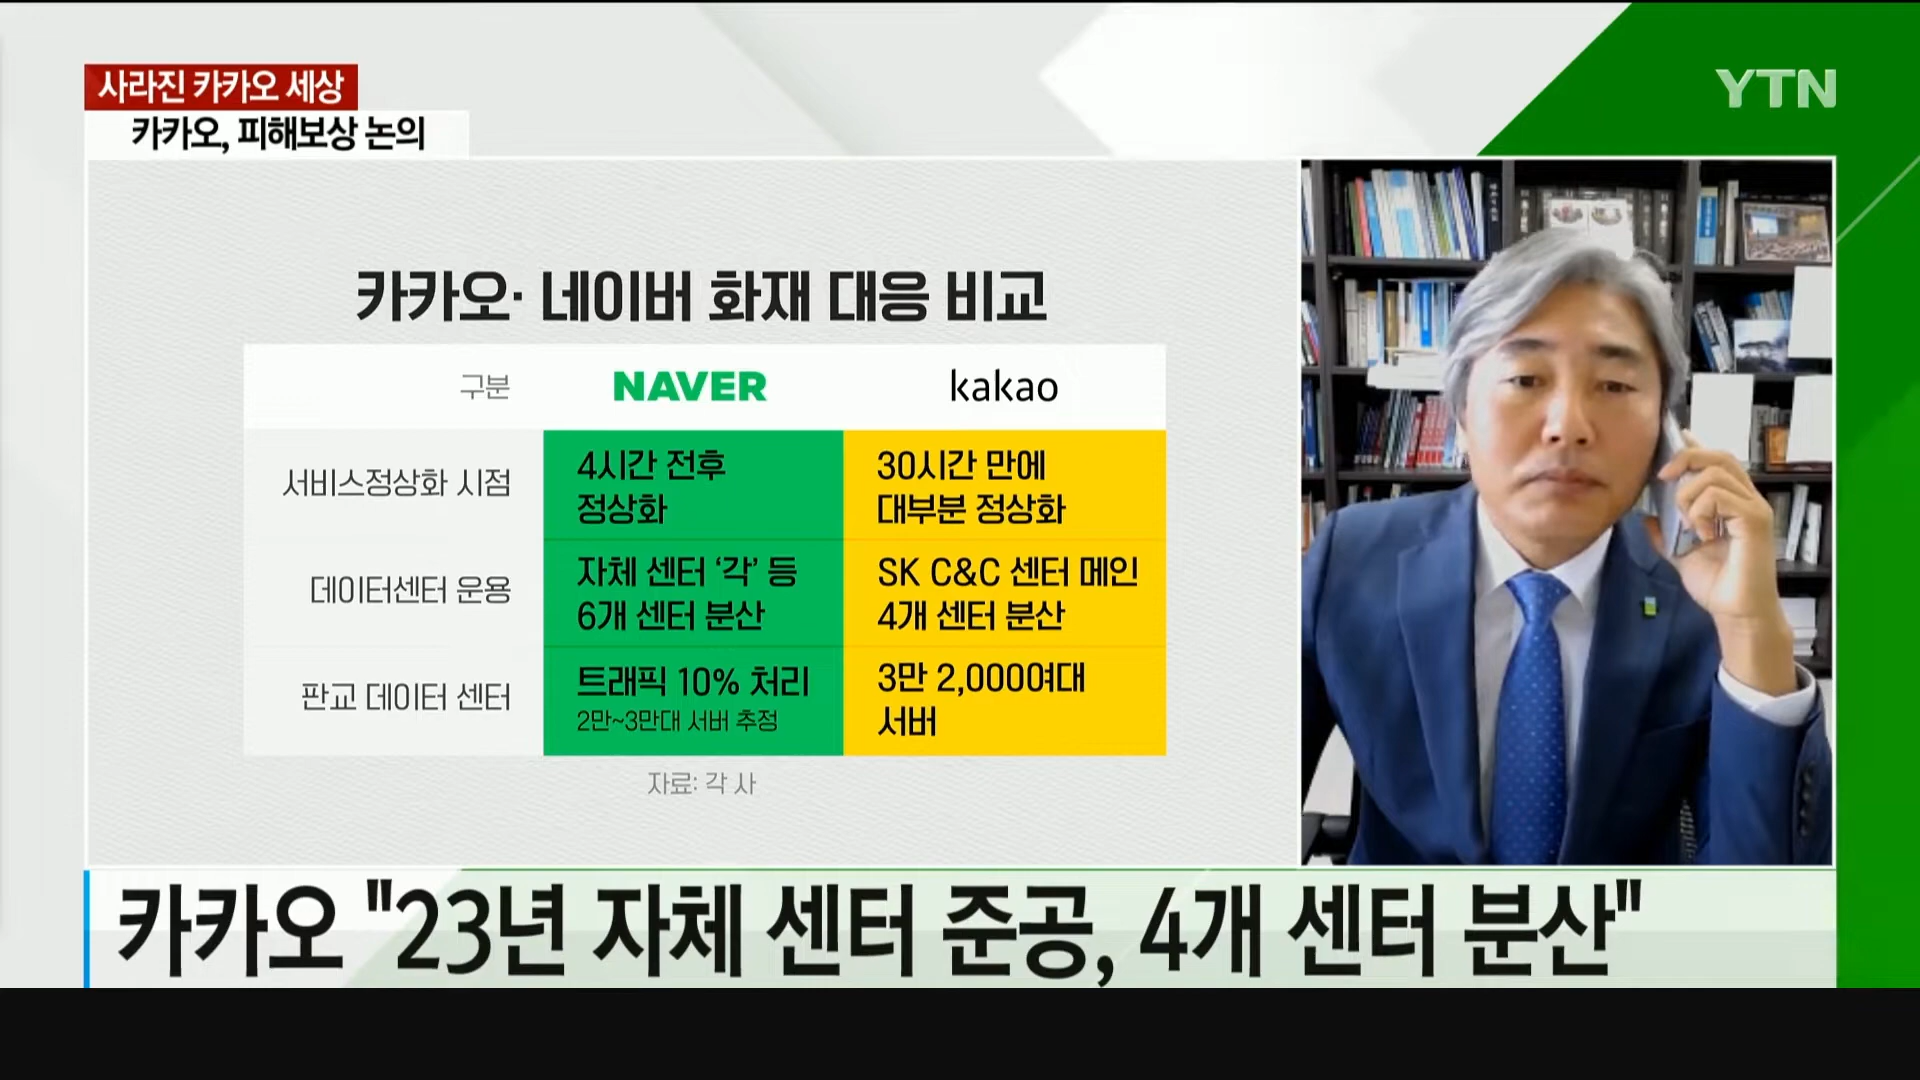 사라진 카카오 세상
YTN
카카오, 피해보상 논의
카카오· 네이버 화재 대응 비교
구분 NAVER kakao
서비스정상화 시점
4시간 전후
정상화
30시간 만에
대부분 정상화
데이터센터 운용
자체 센터 ‘각’ 등
6개 센터 분산
SK C&C 센터 메인
4개 센터 분산
판교 데이터 센터
트래픽 10% 처리
2만~3만대 서버 추정
3만 2,0000여대
서버
자료: 각 사
카카오 "23년 자체 센터 준공, 4개 센터 분산"